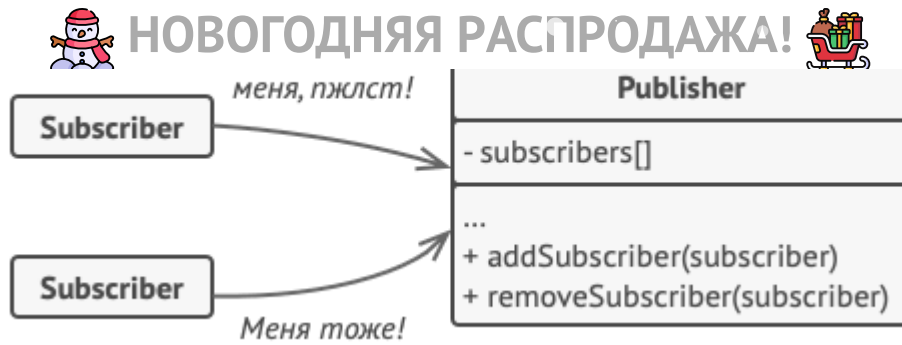 НОВОГОДНЯЯ РАСПРОДАЖА!
меня, пжлст!
Publisher
Subscriber
- subscribers[]
...
+ addSubscriber(subscriber)
Subscriber
+ removeSubscriber(subscriber)
Меня тоже!